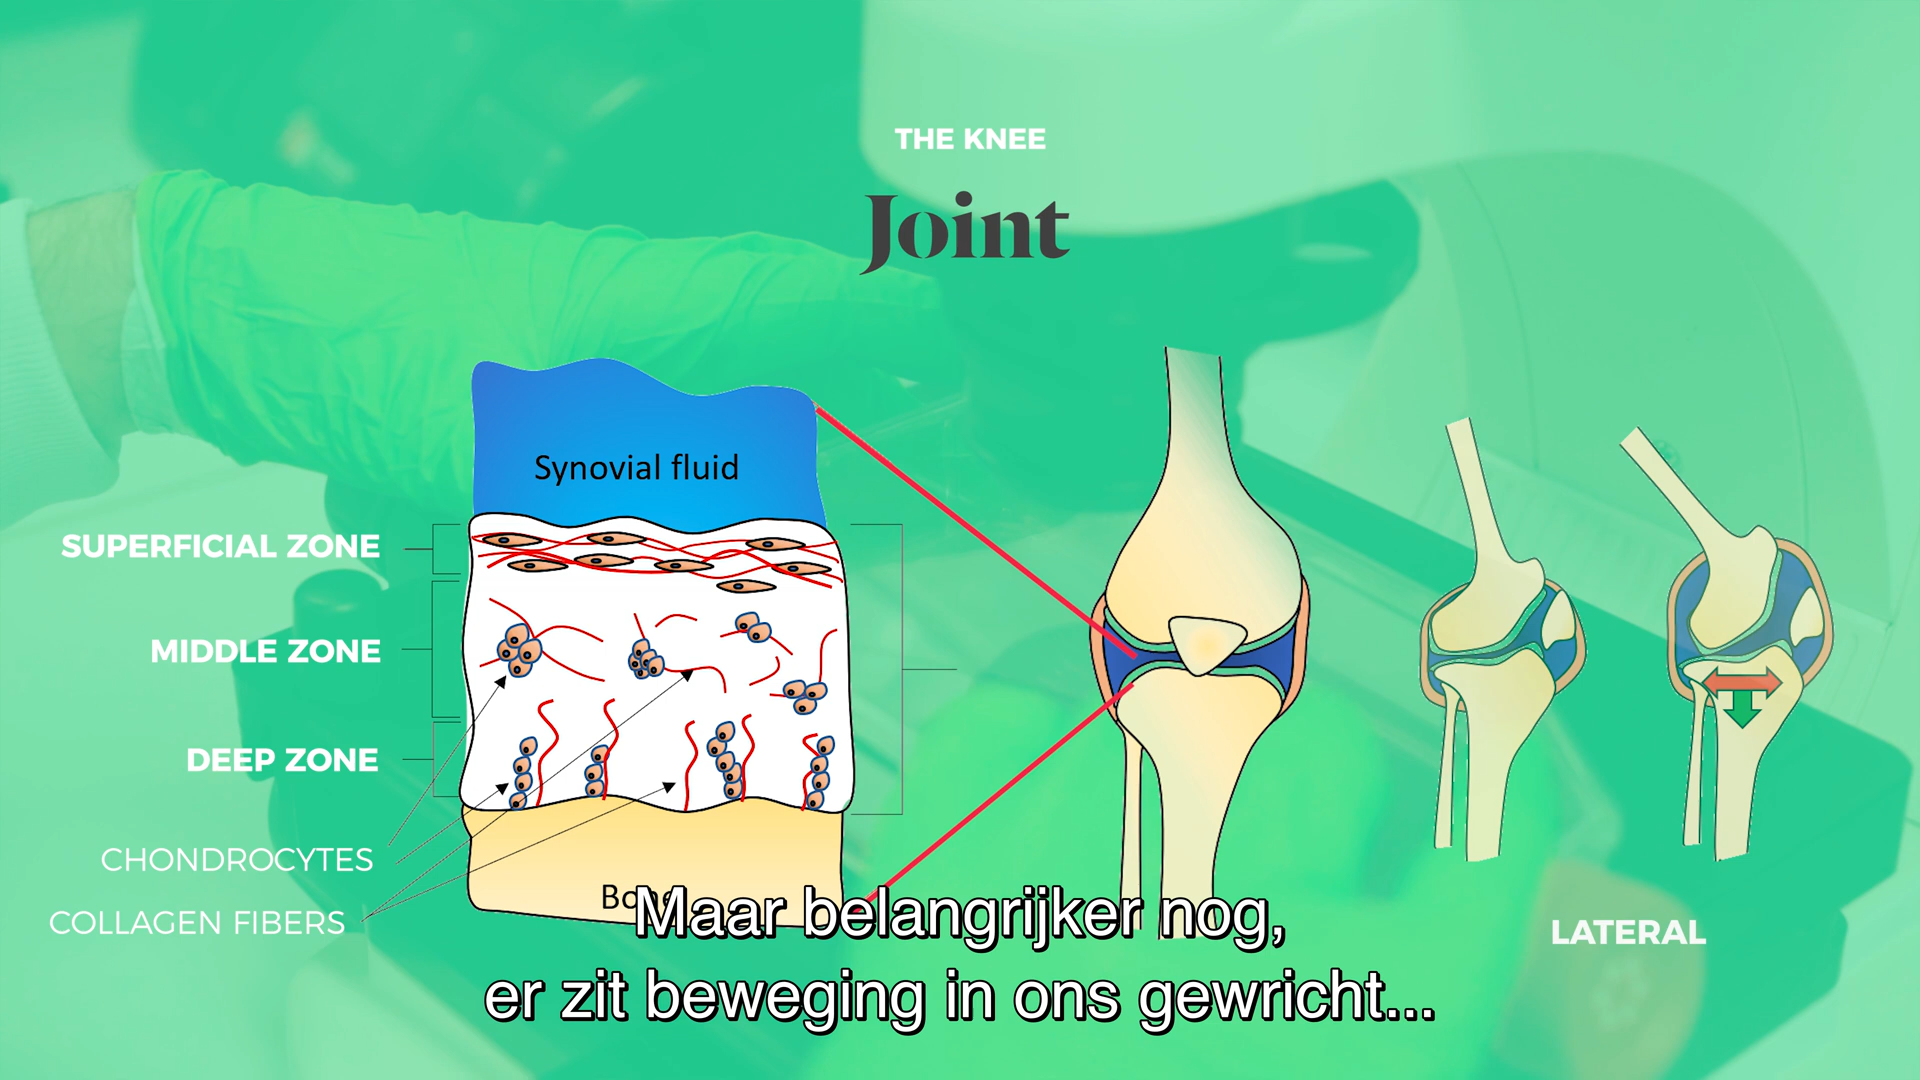 THE KNEE
Joint
Synovial fluid
SUPERFICIAL ZONE
MIDDLE ZONE
DEEP ZONE
CHONDROCYTES
COLLAGEN FIBERS
LATERAL
Maar belangrijker nog,
er zit beweging in ons gewricht...